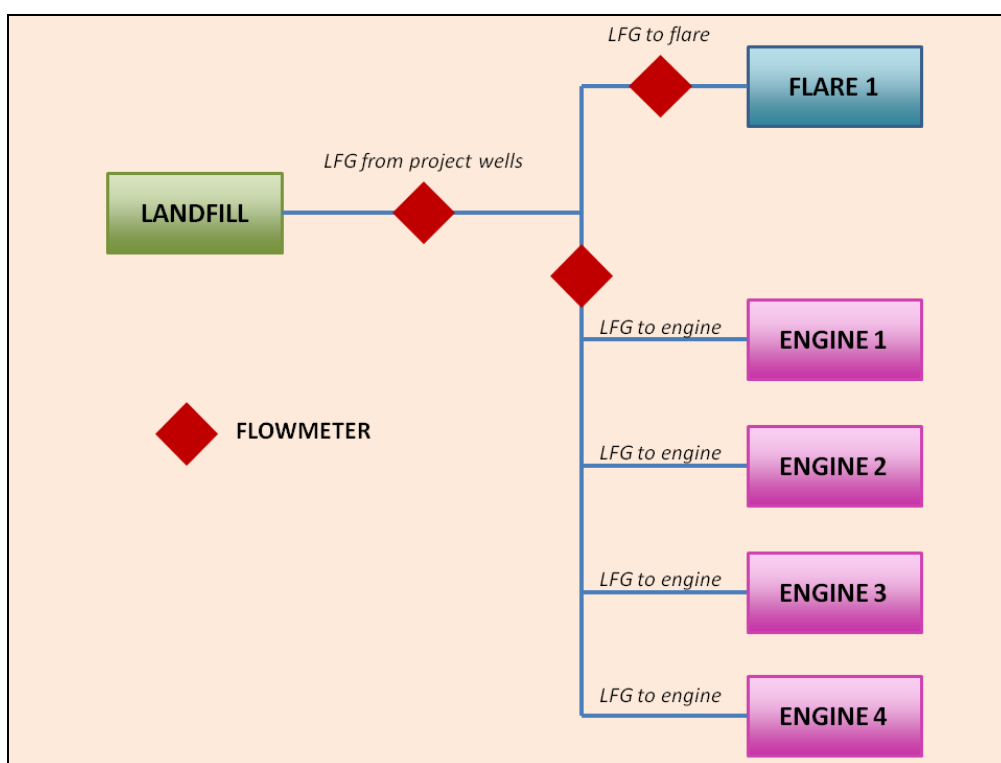 LFG to flare
FLARE 1
LFG from project wells
LANDFILL
LFG to engine
ENGINE 1
FLOWMETER
LFG to engine
ENGINE 2
LFG to engine
ENGINE 3
LFG to engine
ENGINE 4